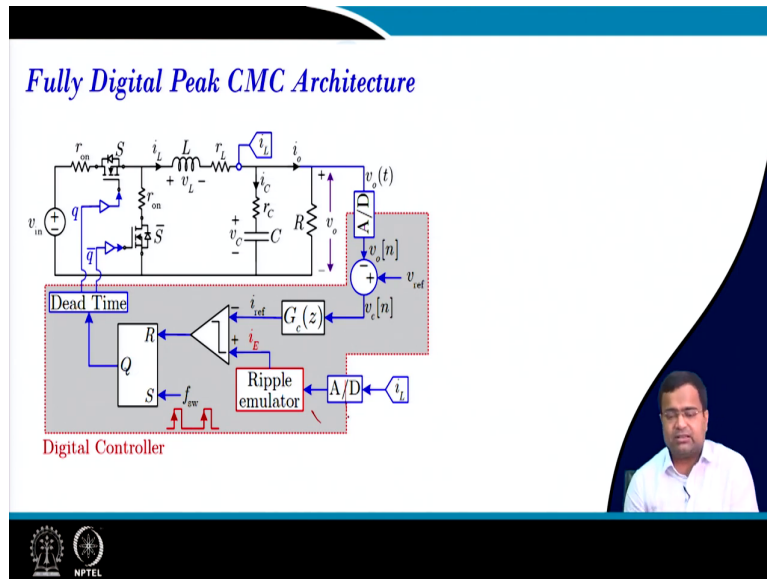 Fully Digital Peak CMC Architecture
r_on S i_L L r_L i_L i_o
+ v_L − i_C v_o(t)
r_on r_C + A/D
v_in q S̄ + v_C C R v_o v_o[n]
q̄ − − − + v_ref
Dead Time i_ref G_c(z) v_c[n]
R − + i_E
Q
S f_sw Ripple emulator A/D i_L
Digital Controller
NPTEL